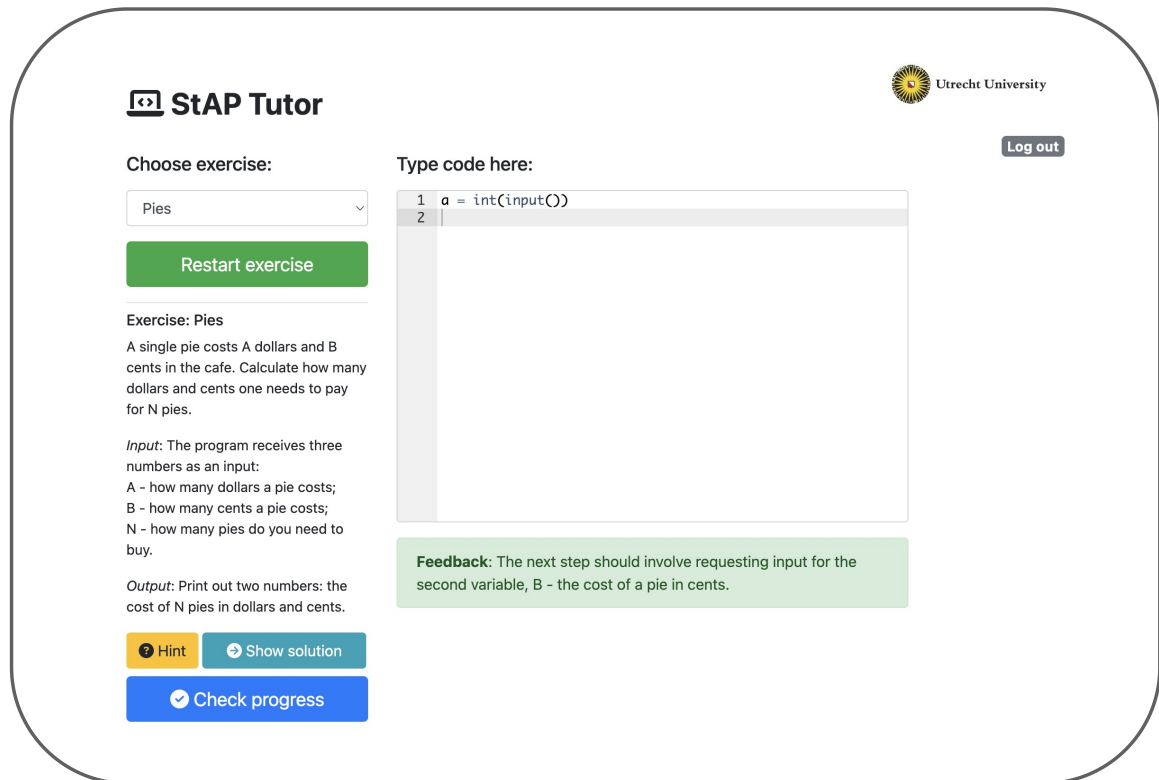 StAP Tutor
Utrecht University
Log out
Choose exercise:
Pies
Restart exercise
Exercise: Pies
A single pie costs A dollars and B
cents in the cafe. Calculate how many
dollars and cents one needs to pay
for N pies.
Input: The program receives three
numbers as an input:
A - how many dollars a pie costs;
B - how many cents a pie costs;
N - how many pies do you need to
buy.
Output: Print out two numbers: the
cost of N pies in dollars and cents.
Hint
Show solution
Check progress
Type code here:
1 a = int(input())
2
Feedback: The next step should involve requesting input for the
second variable, B - the cost of a pie in cents.